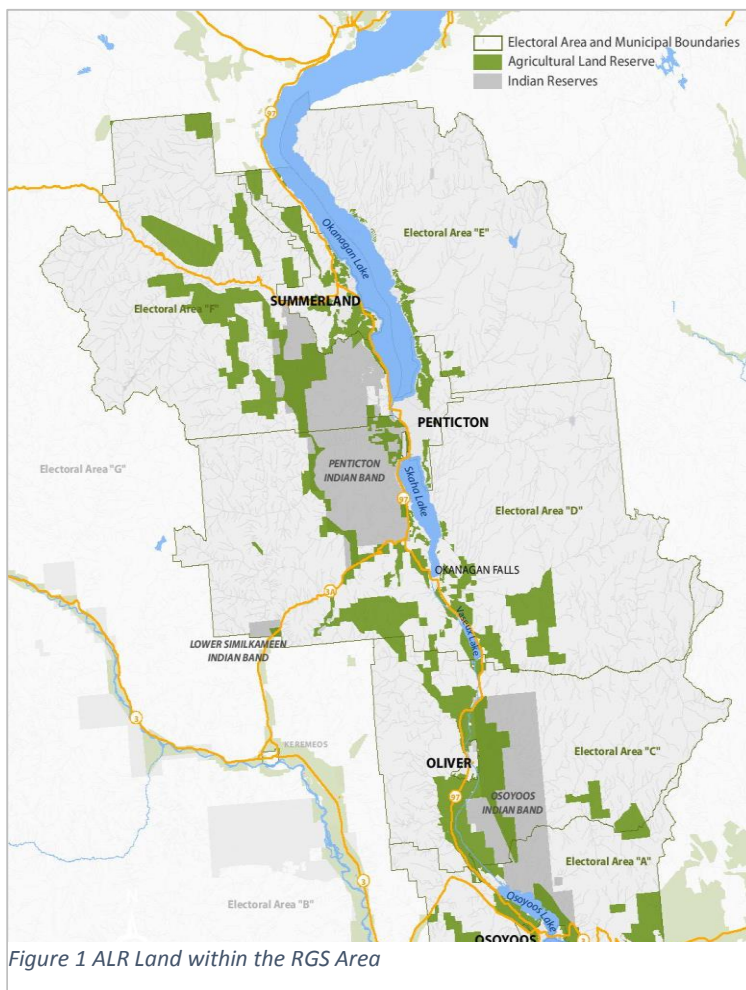 Electoral Area and Municipal Boundaries
Agricultural Land Reserve
Indian Reserves
97
Okanagan Lake
Electoral Area "E"
SUMMERLAND
Electoral Area "F"
PENTICTON
Electoral Area "G"
PENTICTON
INDIAN BAND
Skaha Lake
97
Electoral Area "D"
OKANAGAN FALLS
3A
Vaseux Lake
LOWER SIMILKAMEEN
INDIAN BAND
3
KEREMEOS
OLIVER
Electoral Area "C"
97
OSOYOOS
INDIAN BAND
Electoral Area "A"
3
Electoral Area "B"
Osoyoos Lake
OSOYOOS
3
Figure 1 ALR Land within the RGS Area